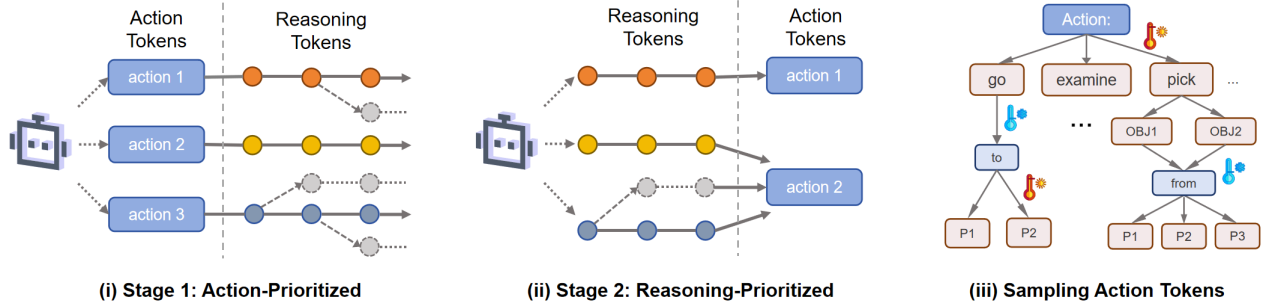 Action
Tokens
Reasoning
Tokens
action 1
action 2
action 3
(i) Stage 1: Action-Prioritized
Reasoning
Tokens
Action
Tokens
action 1
action 2
(ii) Stage 2: Reasoning-Prioritized
Action:
go
examine
pick
...
...
OBJ1
OBJ2
to
from
P1
P2
P1
P2
P3
(iii) Sampling Action Tokens